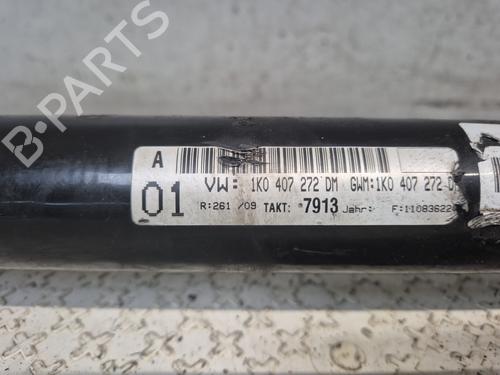 B-PARTS
A
01
VW: 1K0 407 272 DM GWM:1K0 407 272 D
R:261 /09 TAKT: *7913 Jahr: F:11083622